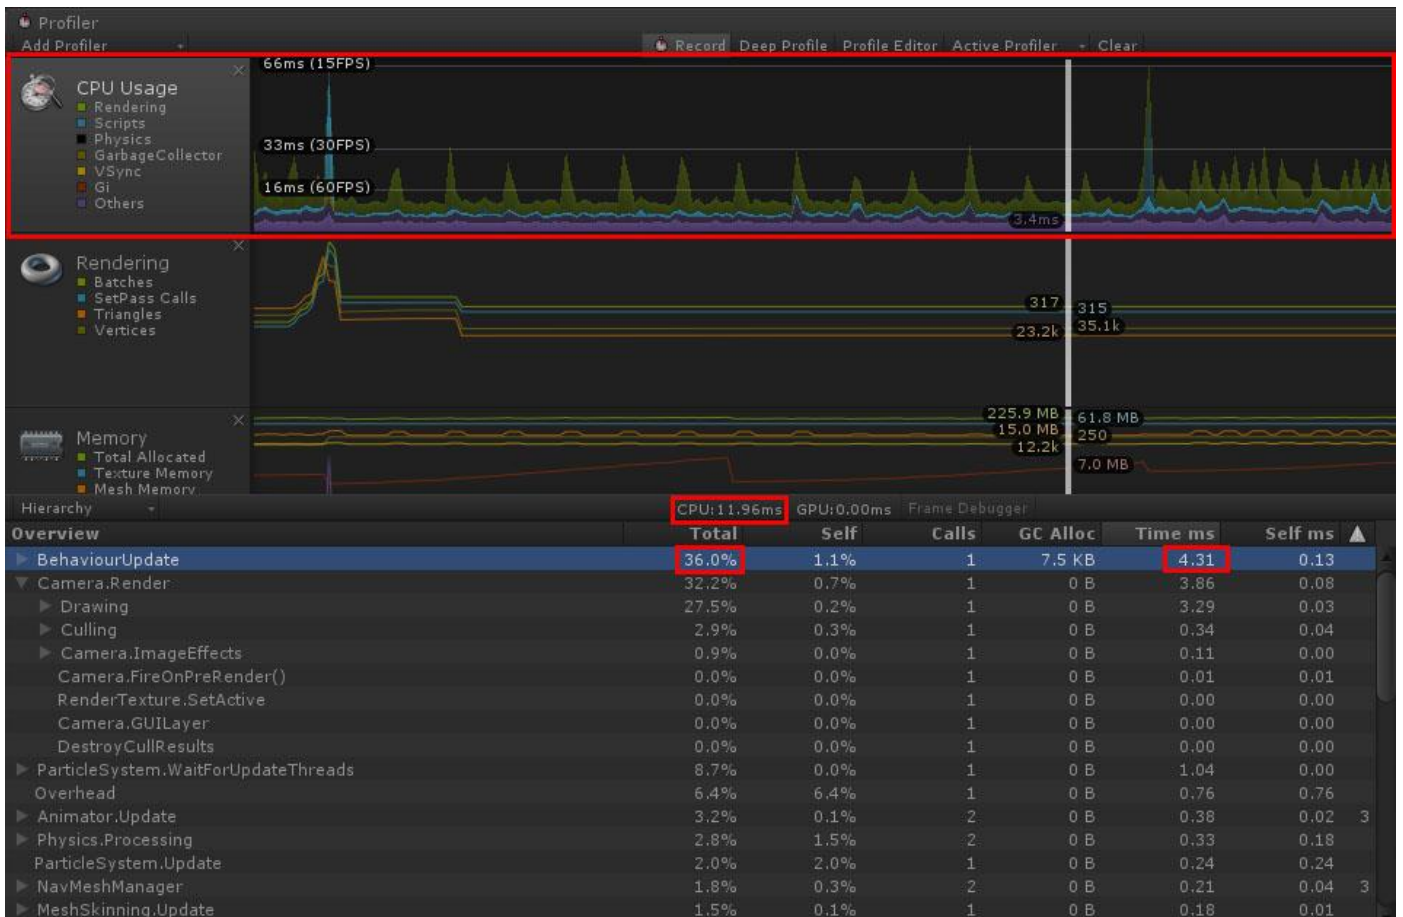 Profiler
Add Profiler Record Deep Profile Profile Editor Active Profiler Clear
CPU Usage
Rendering
Scripts
Physics
GarbageCollector
VSync
Gi
Others
66ms (15FPS)
33ms (30FPS)
16ms (60FPS)
3.4ms
Rendering
Batches
SetPass Calls
Triangles
Vertices
317 315
23.2k 35.1k
Memory
Total Allocated
Texture Memory
Mesh Memory
225.9 MB 61.8 MB
15.0 MB 250
12.2k
7.0 MB
Hierarchy CPU:11.96ms GPU:0.00ms Frame Debugger
Overview Total Self Calls GC Alloc Time ms Self ms
BehaviourUpdate 36.0% 1.1% 1 7.5 KB 4.31 0.13
Camera.Render 32.2% 0.7% 1 0 B 3.86 0.08
Drawing 27.5% 0.2% 1 0 B 3.29 0.03
Culling 2.9% 0.3% 1 0 B 0.34 0.04
Camera.ImageEffects 0.9% 0.0% 1 0 B 0.11 0.00
Camera.FireOnPreRender() 0.0% 0.0% 1 0 B 0.01 0.01
RenderTexture.SetActive 0.0% 0.0% 1 0 B 0.00 0.00
Camera.GUILayer 0.0% 0.0% 1 0 B 0.00 0.00
DestroyCullResults 0.0% 0.0% 1 0 B 0.00 0.00
ParticleSystem.WaitForUpdateThreads 8.7% 0.0% 1 0 B 1.04 0.00
Overhead 6.4% 6.4% 1 0 B 0.76 0.76
Animator.Update 3.2% 0.1% 2 0 B 0.38 0.02 3
Physics.Processing 2.8% 1.5% 2 0 B 0.33 0.18
ParticleSystem.Update 2.0% 2.0% 1 0 B 0.24 0.24
NavMeshManager 1.8% 0.3% 2 0 B 0.21 0.04 3
MeshSkinning.Update 1.5% 0.1% 1 0 B 0.18 0.01